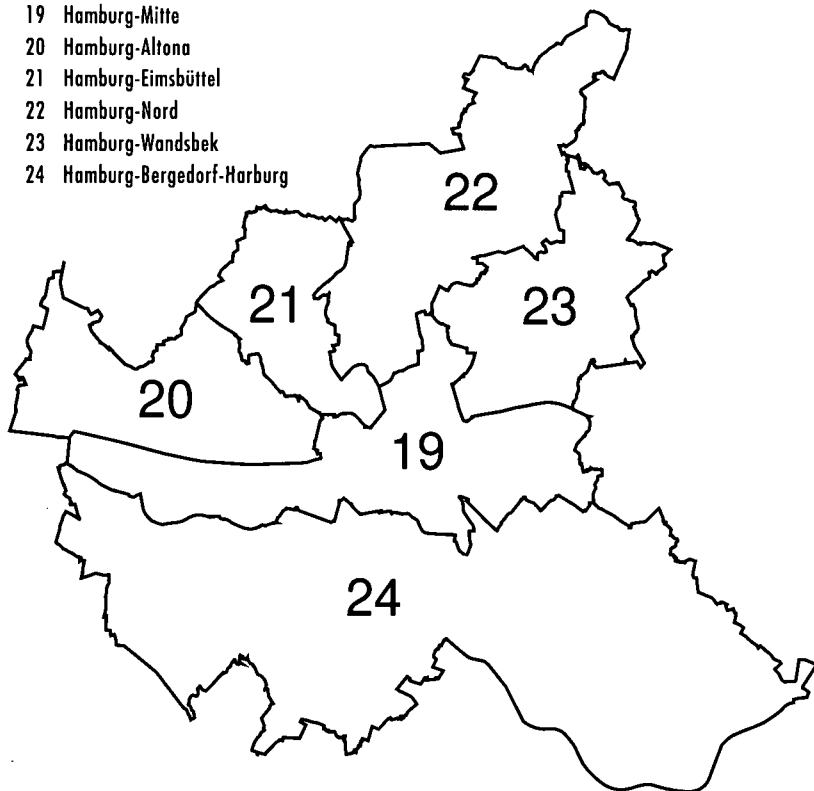 19 Hamburg-Mitte
20 Hamburg-Altona
21 Hamburg-Eimsbüttel
22 Hamburg-Nord
23 Hamburg-Wandsbek
24 Hamburg-Bergedorf-Harburg
22
21
23
20
19
24